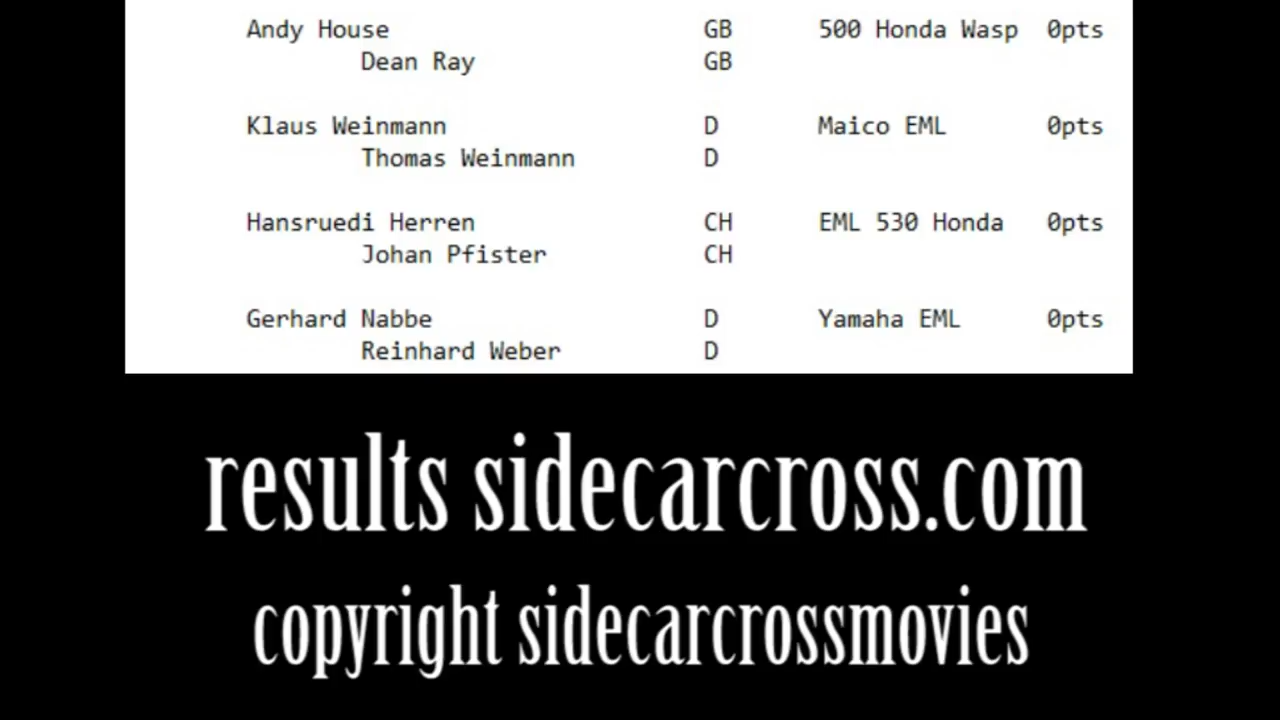 Andy House GB 500 Honda Wasp 0pts
Dean Ray GB
Klaus Weinmann D Maico EML 0pts
Thomas Weinmann D
Hansruedi Herren CH EML 530 Honda 0pts
Johan Pfister CH
Gerhard Nabbe D Yamaha EML 0pts
Reinhard Weber D
results sidecarcross.com
copyright sidecarcrossmovies